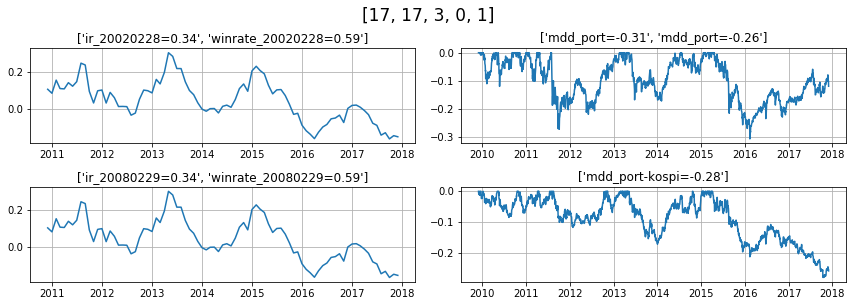 [17, 17, 3, 0, 1]
['ir_20020228=0.34', 'winrate_20020228=0.59']
0.2
0.0
2011 2012 2013 2014 2015 2016 2017 2018
['mdd_port=-0.31', 'mdd_port=-0.26']
0.0
−0.1
−0.2
−0.3
2010 2011 2012 2013 2014 2015 2016 2017 2018
['ir_20080229=0.34', 'winrate_20080229=0.59']
0.2
0.0
2011 2012 2013 2014 2015 2016 2017 2018
['mdd_port-kospi=-0.28']
0.0
−0.1
−0.2
2010 2011 2012 2013 2014 2015 2016 2017 2018